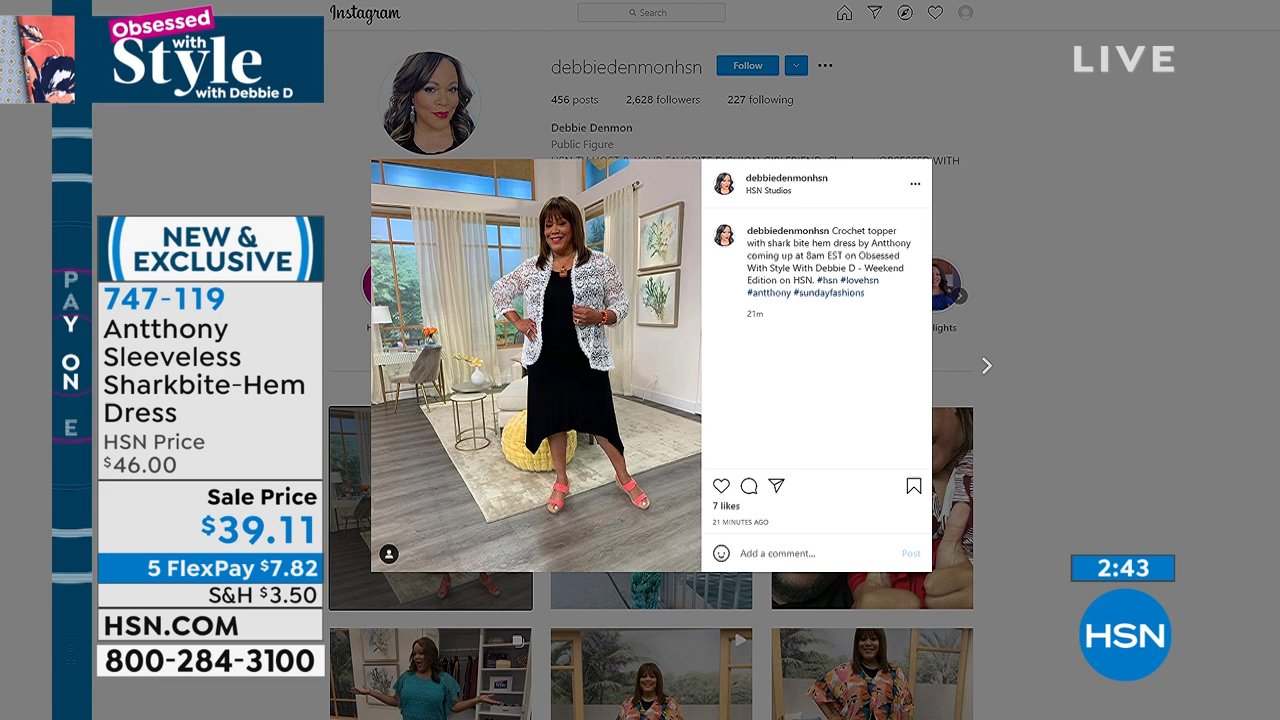 Obsessed
with
Style
with Debbie D
PAY ON E
NEW &
EXCLUSIVE
747-119
Antthony
Sleeveless
Sharkbite-Hem
Dress
HSN Price
$46.00
Sale Price
$39.11
5 FlexPay $7.82
S&H $3.50
HSN.COM
800-284-3100
Instagram
Search
debbiedenmonhsn
Follow
456 posts 2,628 followers 227 following
Debbie Denmon
Public Figure
debbiedenmonhsn
HSN Studios
debbiedenmonhsn Crochet topper
with shark bite hem dress by Antthony
coming up at 8am EST on Obsessed
With Style With Debbie D - Weekend
Edition on HSN. #hsn #lovehsn
#antthony #sundayfashions
21m
7 likes
21 MINUTES AGO
Add a comment... Post
LIVE
2:43
HSN